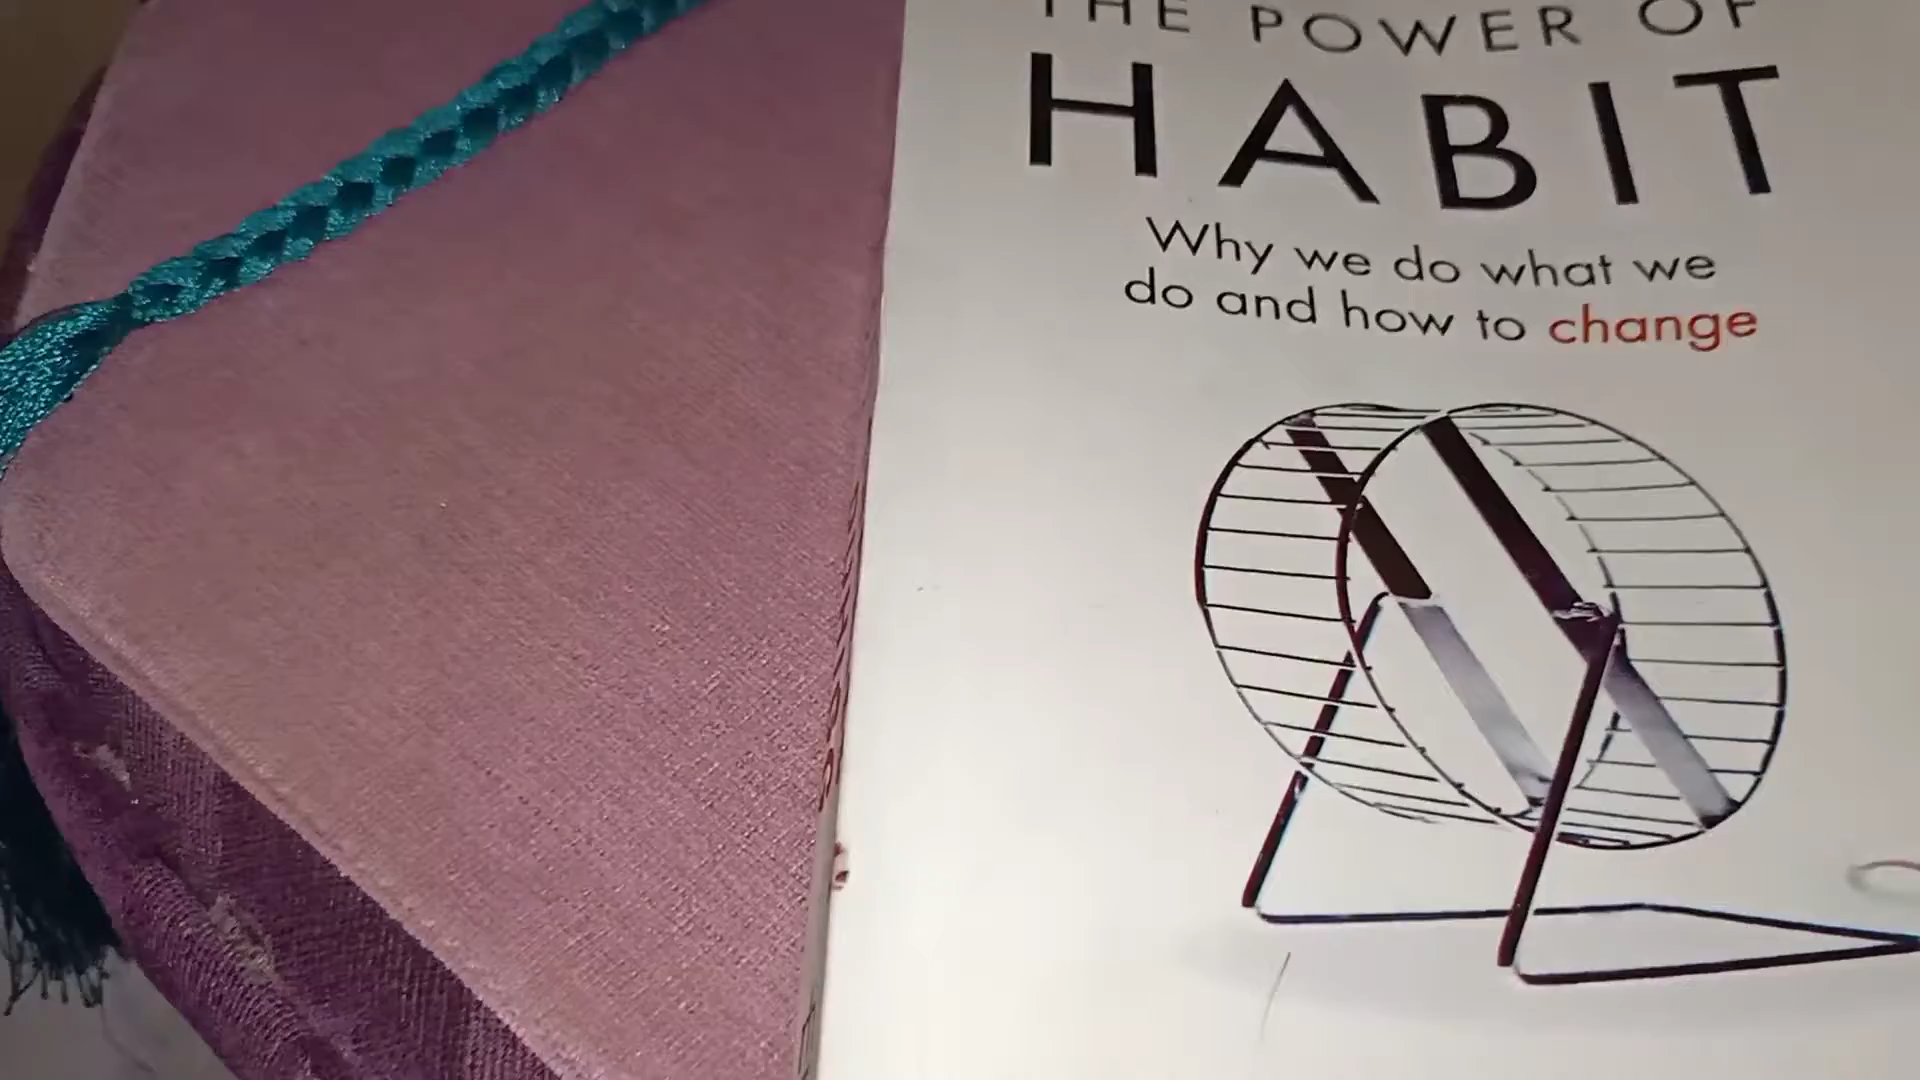 THE POWER OF
HABIT
Why we do what we
do and how to change